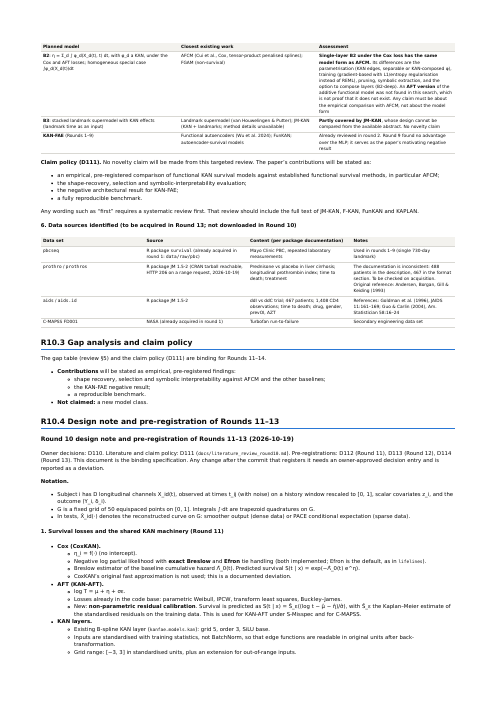 Planned model Closest existing work Assessment
B2: η = Σ_d ∫ φ_d(X_d(t), t) dt, with φ_d a KAN, under the Cox and AFT losses; homogeneous special case ∫φ_d(X_d(t))dt
AFCM (Cui et al., Cox, tensor-product penalised splines); FGAM (non-survival)
Single-layer B2 under the Cox loss has the same model form as AFCM. Its differences are the parametrisation (KAN edges, separable or KAN-composed φ), training (gradient-based with L1/entropy regularisation instead of REML), pruning, symbolic extraction, and the option to compose layers (B2-deep). An AFT version of the additive functional model was not found in this search, which is not proof that it does not exist. Any claim must be about the empirical comparison with AFCM, not about the model form
B3: stacked landmark supermodel with KAN effects (landmark time as an input)
Landmark supermodel (van Houwelingen & Putter); JM-KAN (KAN + landmarks; method details unavailable)
Partly covered by JM-KAN, whose design cannot be compared from the available abstract. No novelty claim
KAN-FAE (Rounds 1–9)
Functional autoencoders (Wu et al. 2024); Functional autoencoder-survival models
Already reviewed in round 2. Round 9 found no advantage over the MLP; it serves as the paper's motivating negative result
Claim policy (D111). No novelty claim will be made from this targeted review. The paper's contributions will be stated as:
• an empirical, pre-registered comparison of functional KAN survival models against established functional survival methods, in particular AFCM;
• the shape-recovery, selection and symbolic-interpretability evaluation;
• the negative architectural result for KAN-FAE;
• a fully reproducible benchmark.
Any wording such as "first" requires a systematic review first. That review should include the full text of JM-KAN, F-KAN, FunKAN and KAPLAN.
6. Data sources identified (to be acquired in Round 13; not downloaded in Round 10)
Data set Source Content (per package documentation) Notes
pbcseq
R package survival (already acquired in round 1: data/raw/pbc)
Mayo Clinic PBC, repeated laboratory measurements
Used in rounds 1–9 (single 730-day landmark)
prothro / prothros
R package JM 1.5-2 (CRAN tarball reachable, HTTP 206 on a range request, 2026-10-19)
Prednisone vs placebo in liver cirrhosis; longitudinal prothrombin index; time to death; treatment
The documentation is inconsistent: 488 patients in the description, 467 in the format section. To be checked at acquisition. Original reference: Andersen, Borgan, Gill & Keiding (1993)
aids / aids.id
R package JM 1.5-2
ddI vs ddC trial; 467 patients; 1,408 CD4 observations; time to death; drug, gender, prevOI, AZT
References: Goldman et al. (1996), JAIDS 11:161–169; Guo & Carlin (2004), Am. Statistician 58:16–24
C-MAPSS FD001
NASA (already acquired in round 1)
Turbofan run-to-failure
Secondary engineering data set
R10.3 Gap analysis and claim policy
The gap table (review §5) and the claim policy (D111) are binding for Rounds 11–14.
• Contributions will be stated as empirical, pre-registered findings:
◦ shape recovery, selection and symbolic interpretability against AFCM and the other baselines;
◦ the KAN-FAE negative result;
◦ a reproducible benchmark.
• Not claimed: a new model class.
R10.4 Design note and pre-registration of Rounds 11–13
Round 10 design note and pre-registration of Rounds 11–13 (2026-10-19)
Owner decisions: D110. Literature and claim policy: D111 (docs/literature_review_round10.md). Pre-registrations: D112 (Round 11), D113 (Round 12), D114 (Round 13). This document is the binding specification. Any change after the commit that registers it needs an owner-approved decision entry and is reported as a deviation.
Notation.
• Subject i has D longitudinal channels X_id(t), observed at times t_ij (with noise) on a history window rescaled to [0, 1], scalar covariates z_i, and the outcome (Y_i, δ_i).
• G is a fixed grid of 50 equispaced points on [0, 1]. Integrals ∫·dt are trapezoid quadratures on G.
• In tests, X̂_id(·) denotes the reconstructed curve on G: smoother output (dense data) or PACE conditional expectation (sparse data).
1. Survival losses and the shared KAN machinery (Round 11)
• Cox (CoxKAN).
◦ η_i = f(·) (no intercept).
◦ Negative log partial likelihood with exact Breslow and Efron tie handling (both implemented; Efron is the default, as in lifelines).
◦ Breslow estimator of the baseline cumulative hazard Λ̂_0(t). Predicted survival S(t | x) = exp(−Λ̂_0(t) e^η).
◦ CoxKAN's original fast approximation is not used; this is a documented deviation.
• AFT (KAN-AFT).
◦ log T = μ + η + σε.
◦ Losses already in the code base: parametric Weibull, IPCW, transform least squares, Buckley-James.
◦ New: non-parametric residual calibration. Survival is predicted as S(t | x) = Ŝ_ε((log t − μ̂ − η̂)/σ̂), with Ŝ_ε the Kaplan-Meier estimate of the standardised residuals on the training data. This is used for KAN-AFT under S-Misspec and for C-MAPSS.
• KAN layers.
◦ Existing B-spline KAN layer (kanfae.models.kan): grid 5, order 3, SiLU base.
◦ Inputs are standardised with training statistics, not BatchNorm, so that edge functions are readable in original units after back-transformation.
◦ Grid range: [−3, 3] in standardised units, plus an extension for out-of-range inputs.